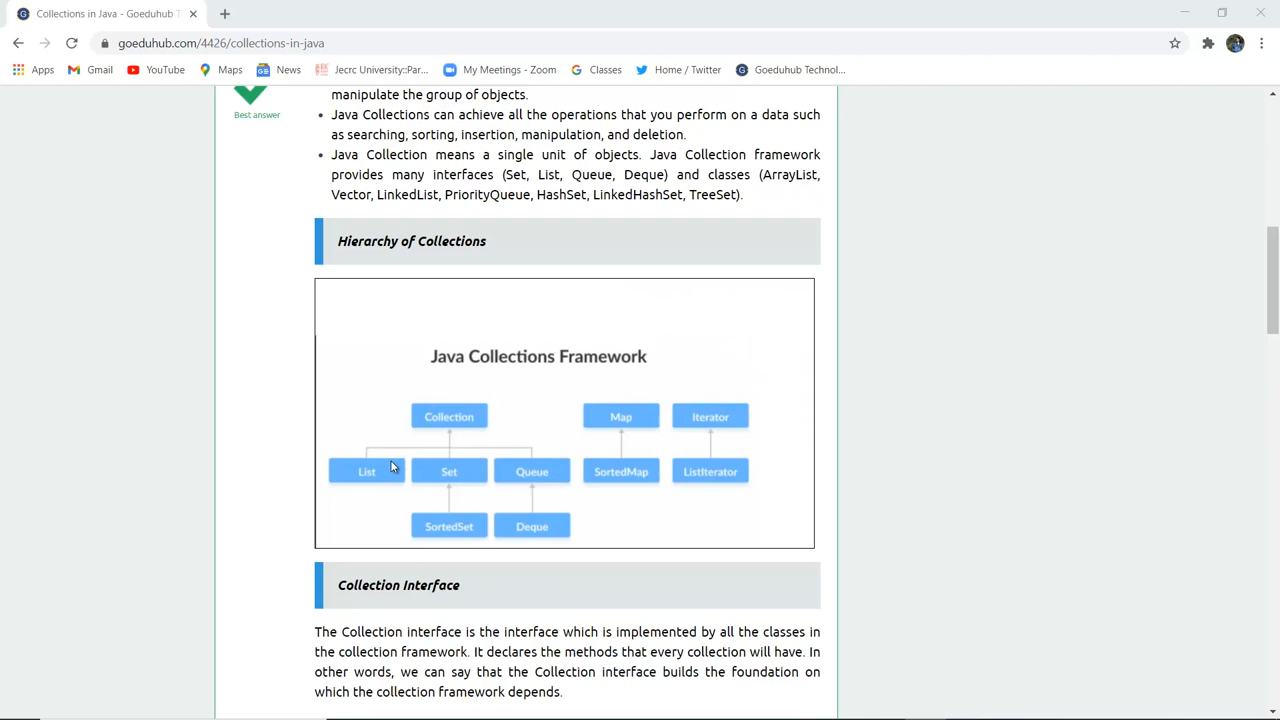 Collections in Java - Goeduhub T
goeduhub.com/4426/collections-in-java
Apps Gmail YouTube Maps News Jecrc University::Par... My Meetings - Zoom Classes Home / Twitter Goeduhub Technol...
manipulate the group of objects.
Best answer
Java Collections can achieve all the operations that you perform on a data such
as searching, sorting, insertion, manipulation, and deletion.
Java Collection means a single unit of objects. Java Collection framework
provides many interfaces (Set, List, Queue, Deque) and classes (ArrayList,
Vector, LinkedList, PriorityQueue, HashSet, LinkedHashSet, TreeSet).
Hierarchy of Collections
Java Collections Framework
Collection Map Iterator
List Set Queue SortedMap ListIterator
SortedSet Deque
Collection Interface
The Collection interface is the interface which is implemented by all the classes in
the collection framework. It declares the methods that every collection will have. In
other words, we can say that the Collection interface builds the foundation on
which the collection framework depends.